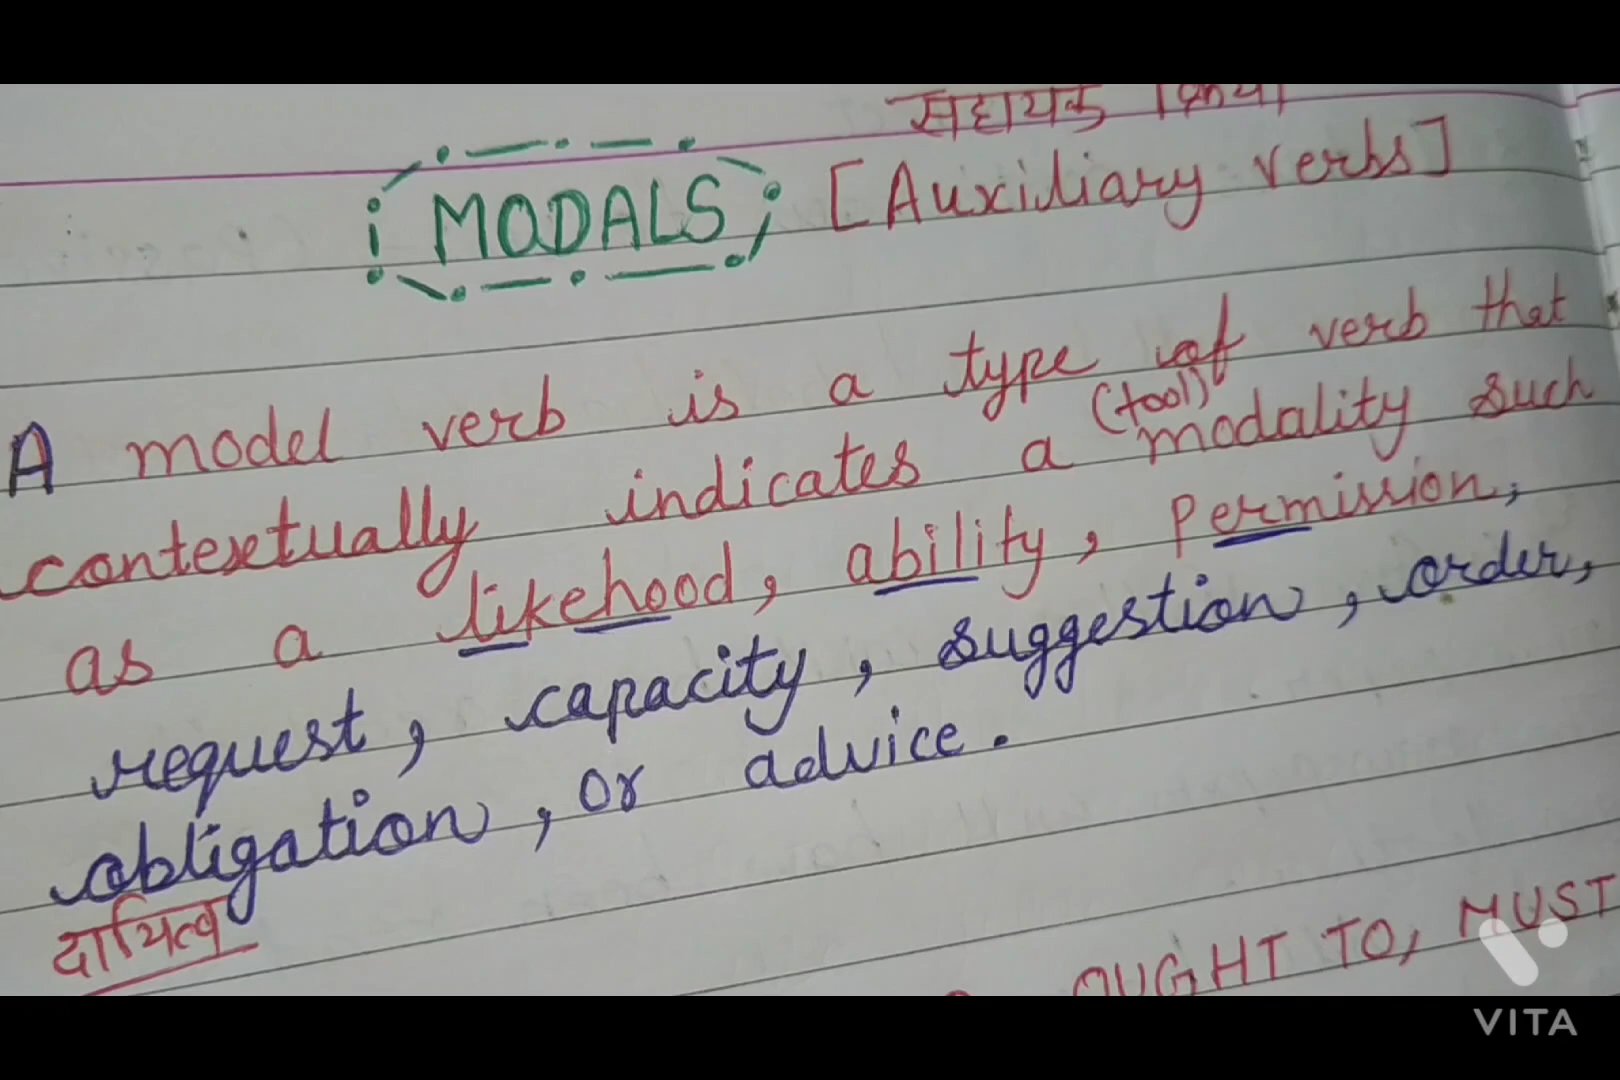 सहायक क्रिया
MODALS [Auxiliary verbs]
A model verb is a type of verb that
(tool)
contextually indicates a modality such
as a likehood, ability, permission,
request, capacity, suggestion, order,
obligation, or advice.
दायित्व
OUGHT TO, MUST
VITA